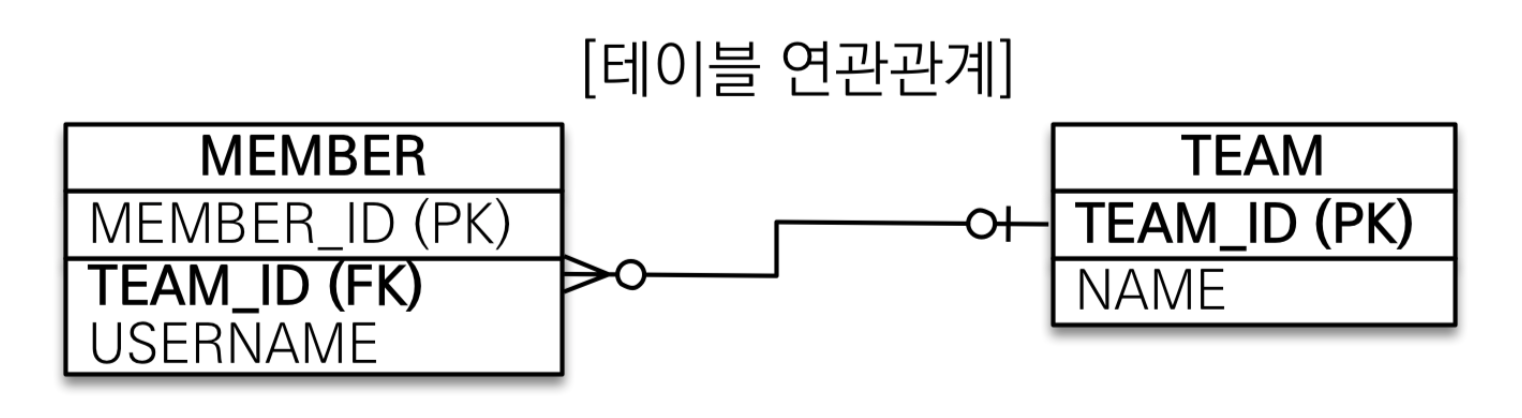 [테이블 연관관계]
MEMBER
MEMBER_ID (PK)
TEAM_ID (FK)
USERNAME
TEAM
TEAM_ID (PK)
NAME